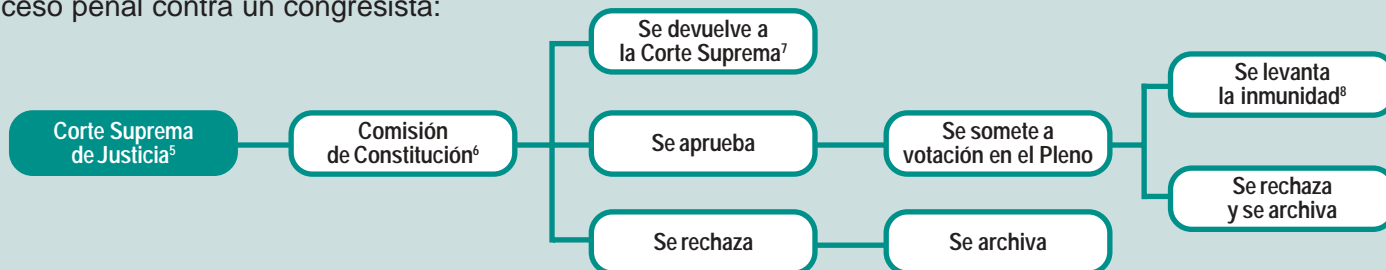 ceso penal contra un congresista:
Se devuelve a
la Corte Suprema⁷
Se levanta
la inmunidad⁸
Corte Suprema
de Justicia⁵
Comisión
de Constitución⁶
Se aprueba
Se somete a
votación en el Pleno
Se rechaza
y se archiva
Se rechaza
Se archiva